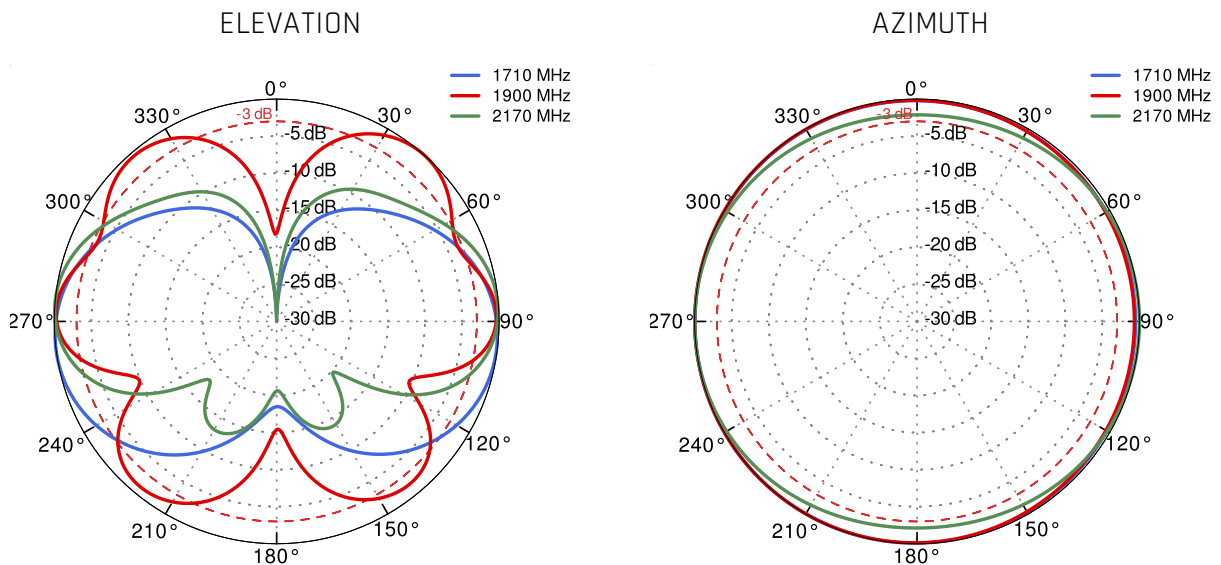 ELEVATION
1710 MHz
1900 MHz
2170 MHz
0°
30°
60°
90°
120°
150°
180°
210°
240°
270°
300°
330°
-3 dB
-5 dB
-10 dB
-15 dB
-20 dB
-25 dB
-30 dB
AZIMUTH
1710 MHz
1900 MHz
2170 MHz
0°
30°
60°
90°
120°
150°
180°
210°
240°
270°
300°
330°
-3 dB
-5 dB
-10 dB
-15 dB
-20 dB
-25 dB
-30 dB